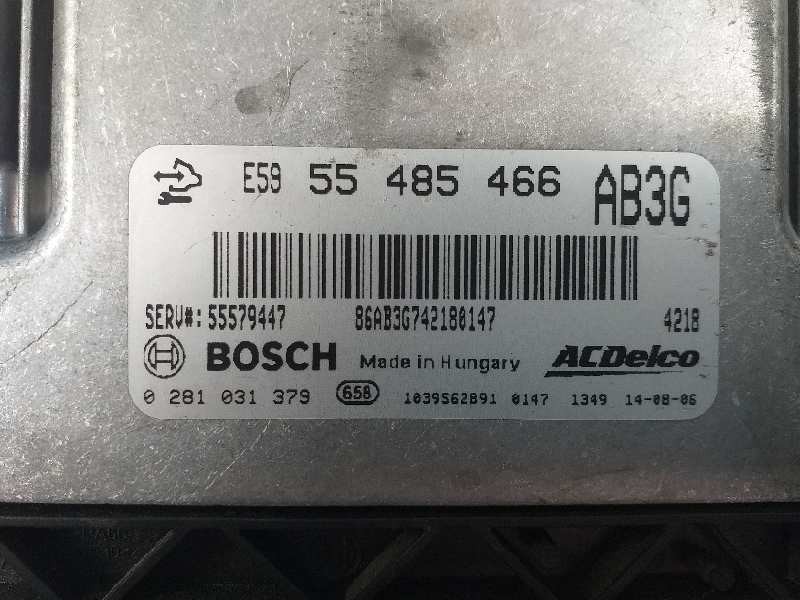 E59 55 485 466 AB3G
SERV#: 55579447 86AB3G742180147 4218
BOSCH Made in Hungary ACDelco
0 281 031 379 658 1039S62891 0147 1349 14-08-06